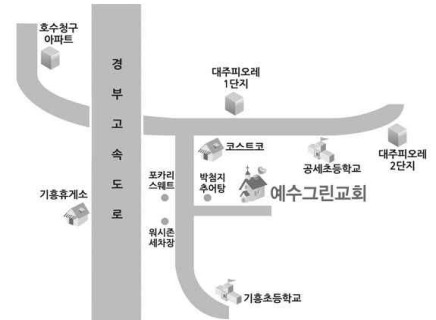 호수청구
아파트
경
부
고
속
도
로
대주피오레
1단지
코스트코
공세초등학교
대주피오레
2단지
포카리
스웨트
박첨지
추어탕
예수그린교회
기흥휴게소
워시존
세차장
기흥초등학교